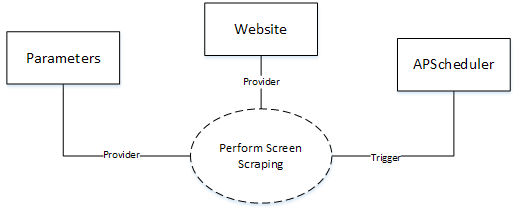 Website
Parameters
APScheduler
Provider
Perform Screen
Scraping
Provider
Trigger